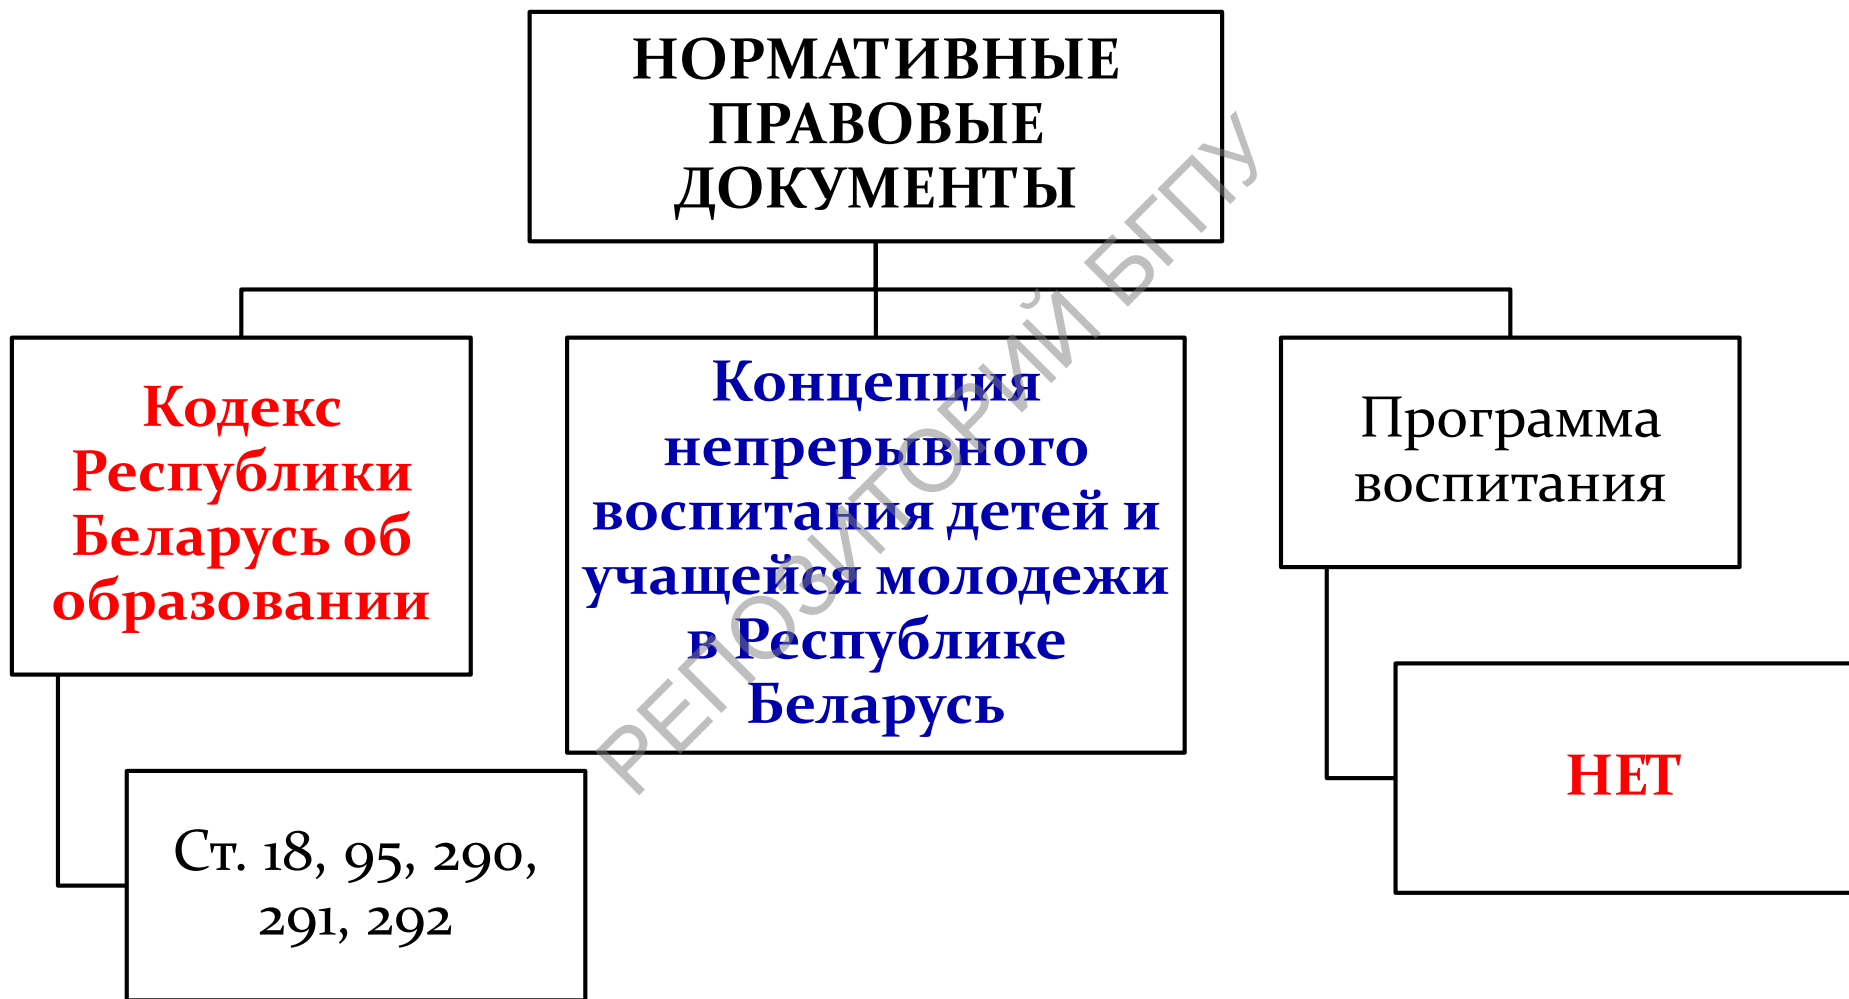 НОРМАТИВНЫЕ
ПРАВОВЫЕ
ДОКУМЕНТЫ
Кодекс
Республики
Беларусь об
образовании
Ст. 18, 95, 290,
291, 292
Концепция
непрерывного
воспитания детей и
учащейся молодежи
в Республике
Беларусь
Программа
воспитания
НЕТ
РЕПОЗИТОРИЙ БГПУ